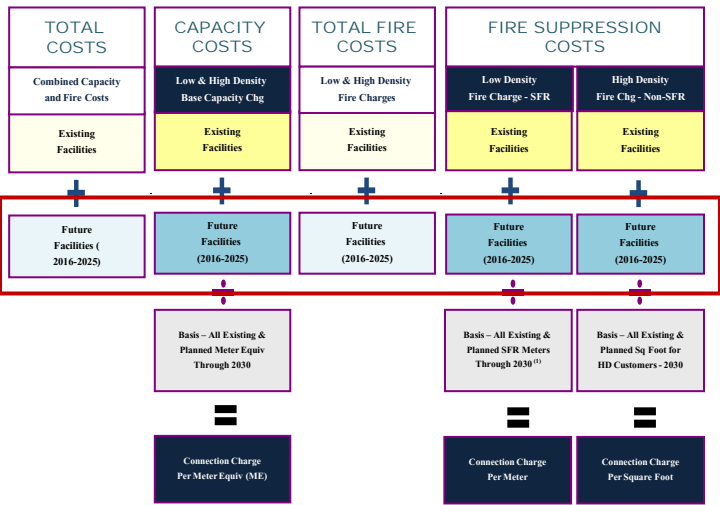 TOTAL
COSTS
CAPACITY
COSTS
TOTAL FIRE
COSTS
FIRE SUPPRESSION
COSTS
Combined Capacity
and Fire Costs
Low & High Density
Base Capacity Chg
Low & High Density
Fire Charges
Low Density
Fire Charge - SFR
High Density
Fire Chg - Non-SFR
Existing
Facilities
Existing
Facilities
Existing
Facilities
Existing
Facilities
Existing
Facilities
Future
Facilities (
2016-2025)
Future
Facilities
(2016-2025)
Future
Facilities
(2016-2025)
Future
Facilities
(2016-2025)
Future
Facilities
(2016-2025)
Basis – All Existing &
Planned Meter Equiv
Through 2030
Basis – All Existing &
Planned SFR Meters
Through 2030 (1)
Basis – All Existing &
Planned Sq Foot for
HD Customers - 2030
Connection Charge
Per Meter Equiv (ME)
Connection Charge
Per Meter
Connection Charge
Per Square Foot